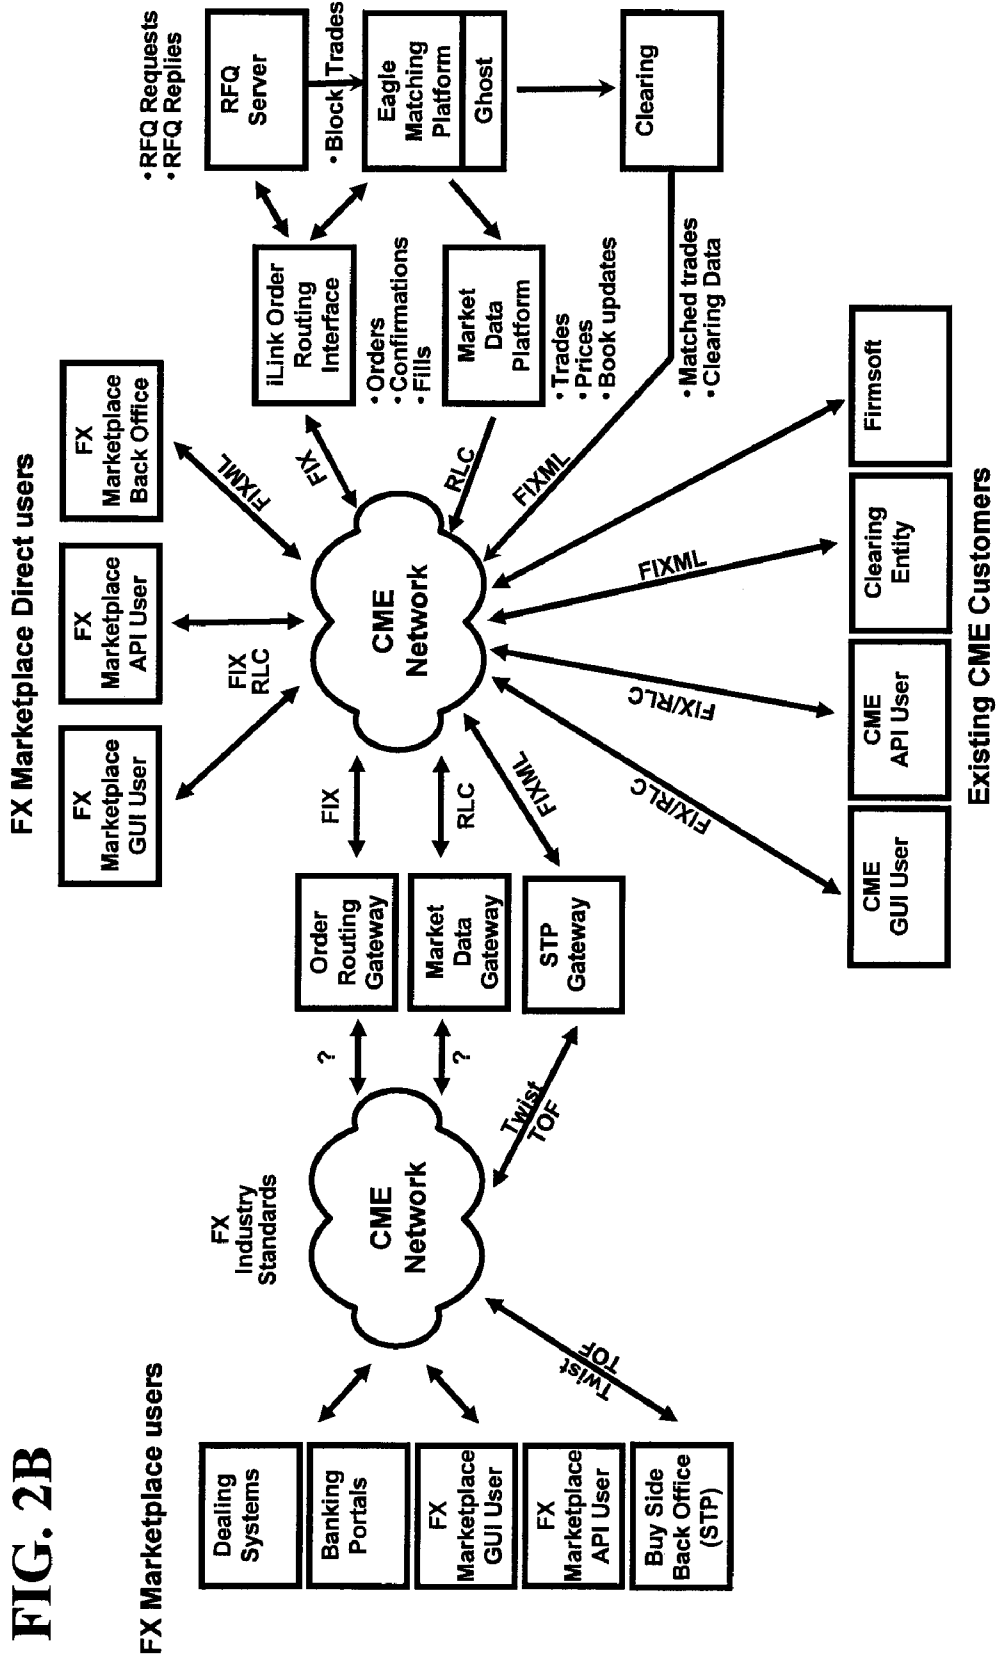 FIG. 2B
FX Marketplace users
Dealing
Systems
Banking
Portals
FX
Marketplace
GUI User
FX
Marketplace
API User
Buy Side
Back Office
(STP)
Twist
TOF
FX
Industry
Standards
CME
Network
?
?
Twist
TOF
Order
Routing
Gateway
Market
Data
Gateway
STP
Gateway
FIX
RLC
FIXML
FX Marketplace Direct users
FX
Marketplace
GUI User
FX
Marketplace
API User
FX
Marketplace
Back Office
FIX
RLC
FIXML
CME
Network
FIX
RLC
FIXML
iLink Order
Routing
Interface
•Orders
•Confirmations
•Fills
Market
Data
Platform
•Trades
•Prices
•Book updates
•RFQ Requests
•RFQ Replies
RFQ
Server
•Block Trades
Eagle
Matching
Platform
Ghost
Clearing
•Matched trades
•Clearing Data
FIX/RLC
FIX/RLC
FIXML
CME
GUI User
CME
API User
Clearing
Entity
Firmsoft
Existing CME Customers